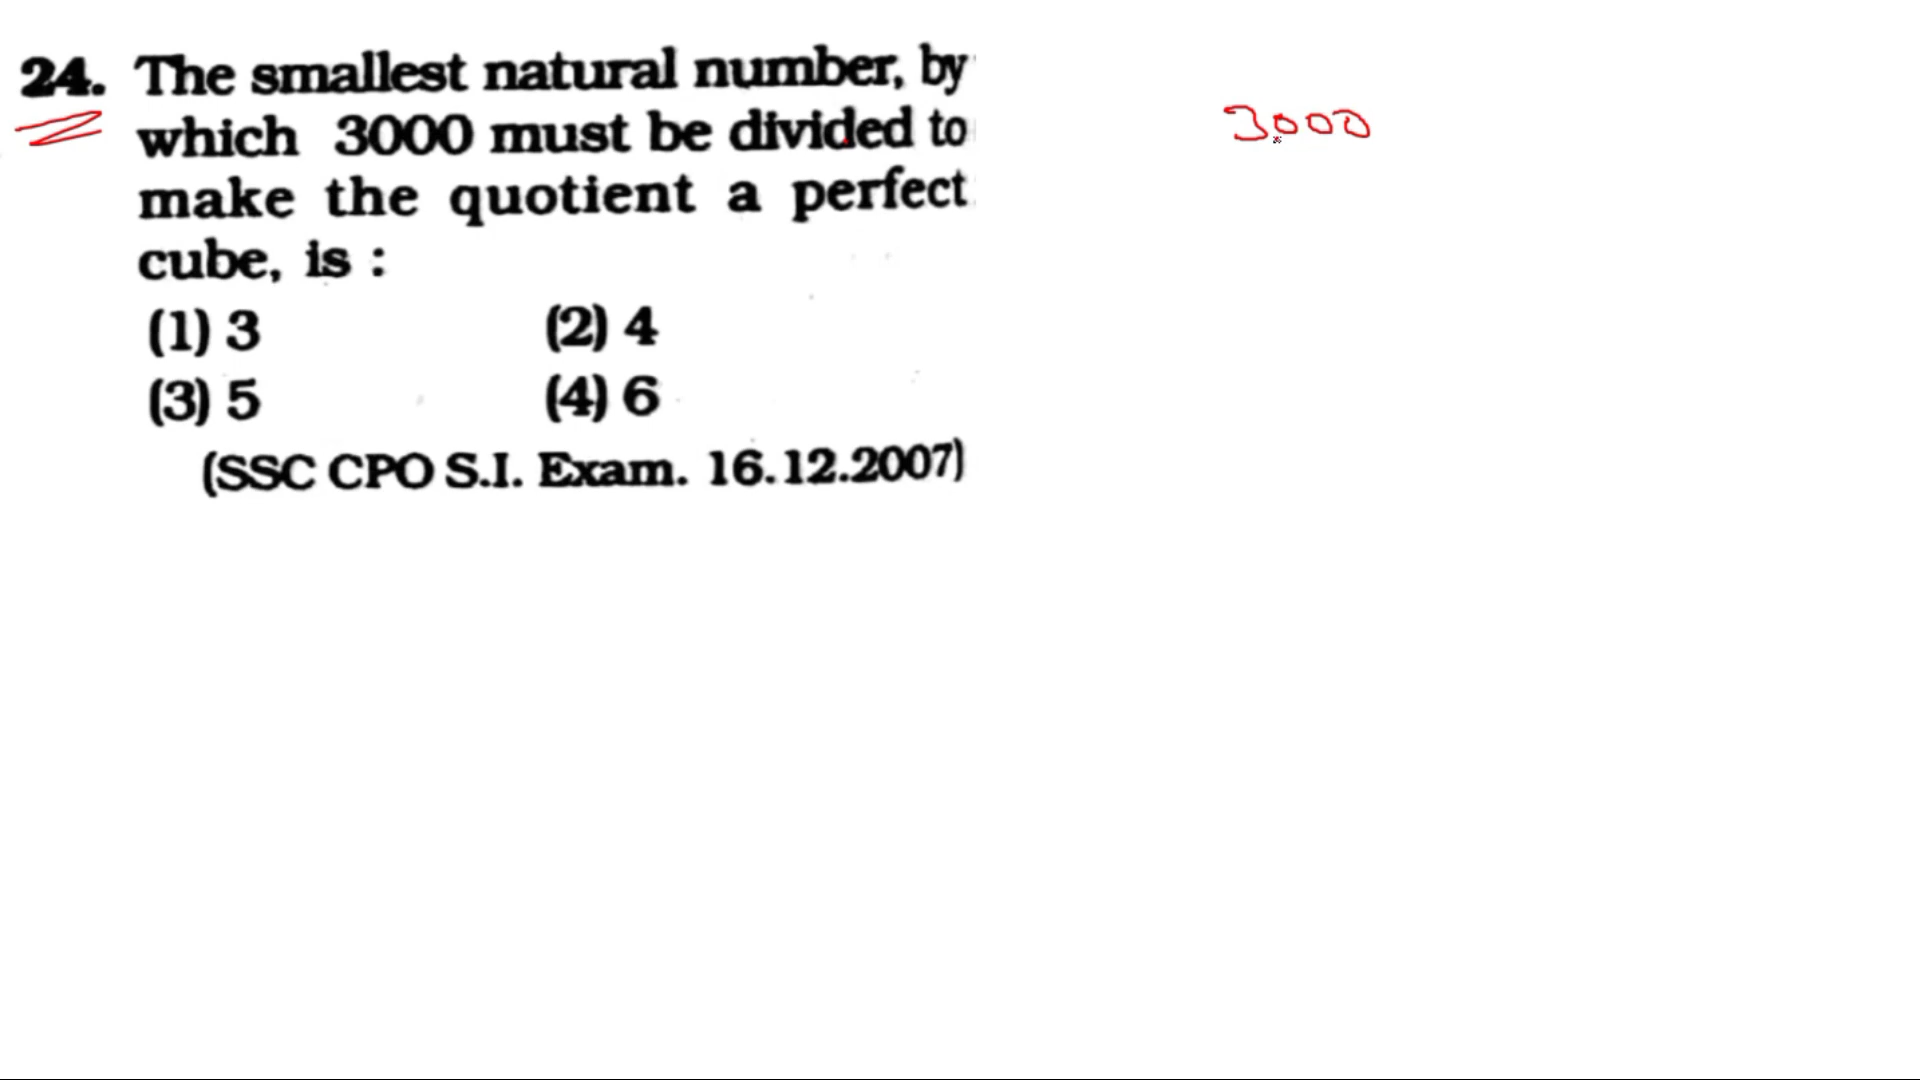 24. The smallest natural number, by
which 3000 must be divided to
make the quotient a perfect
cube, is :
(1) 3 (2) 4
(3) 5 (4) 6
(SSC CPO S.I. Exam. 16.12.2007)
3000